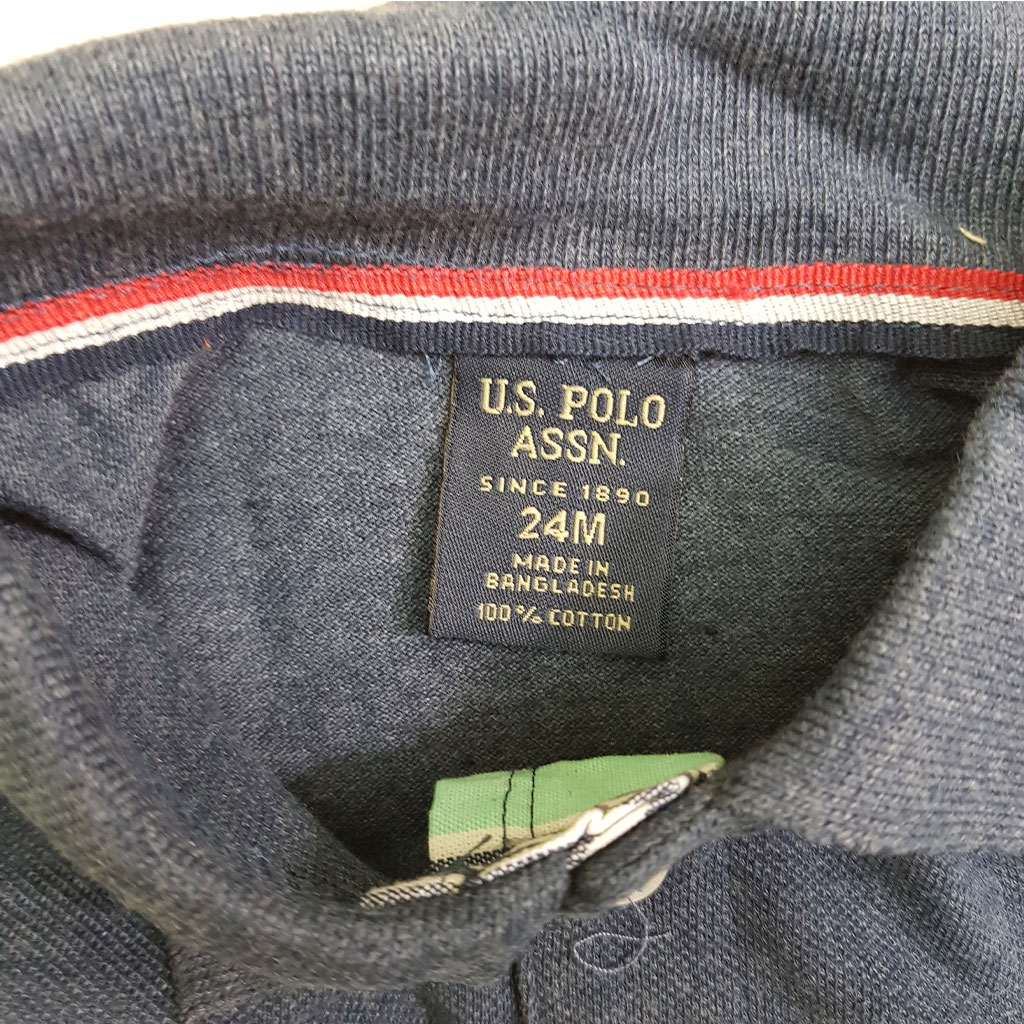 U.S. POLO
ASSN.
SINCE 1890
24M
MADE IN
BANGLADESH
100% COTTON